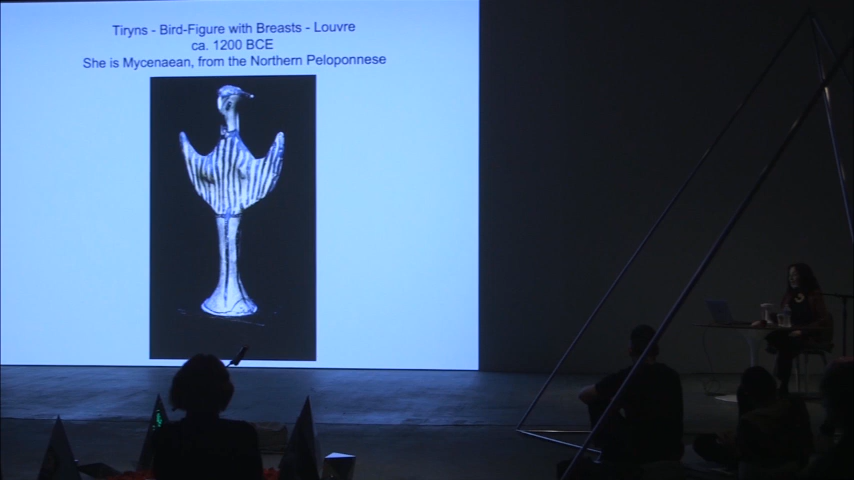 Tiryns - Bird-Figure with Breasts - Louvre
ca. 1200 BCE
She is Mycenaean, from the Northern Peloponnese